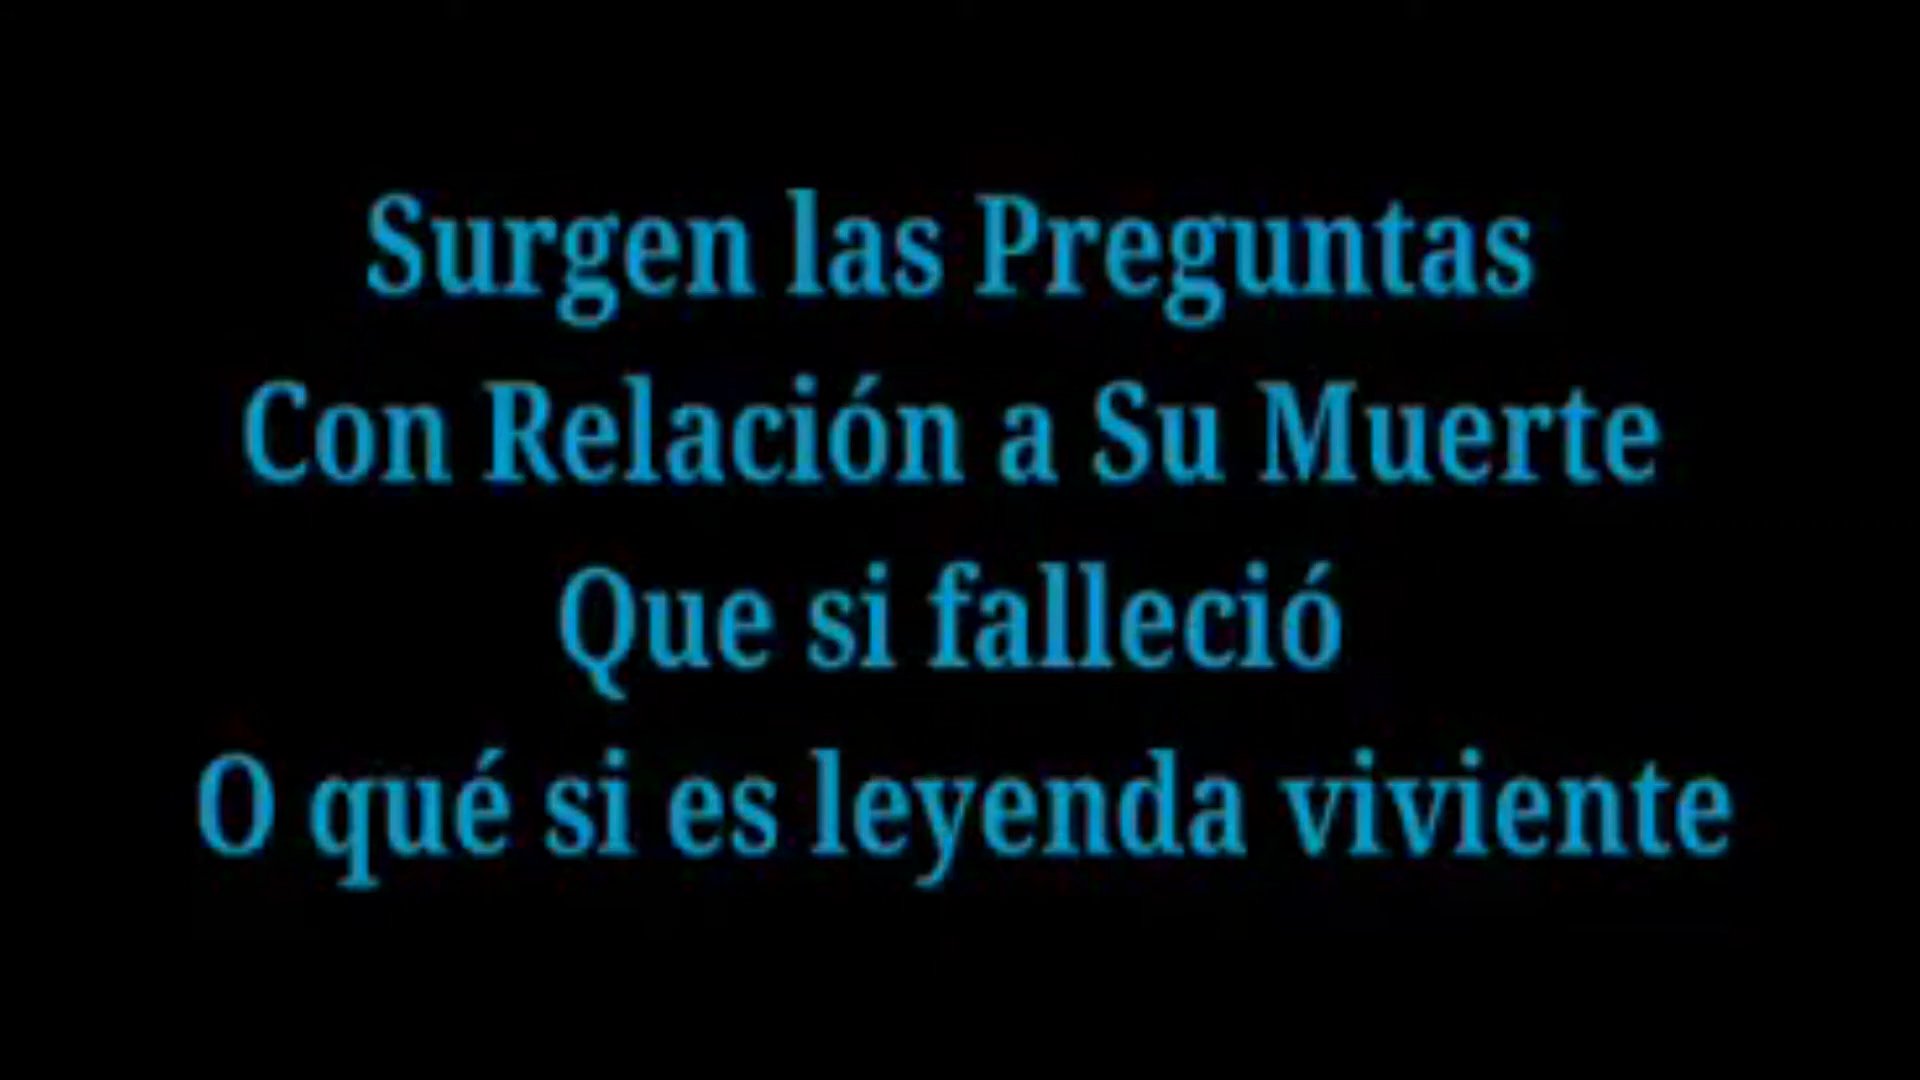 Surgen las Preguntas
Con Relación a Su Muerte
Que si falleció
O qué si es leyenda viviente